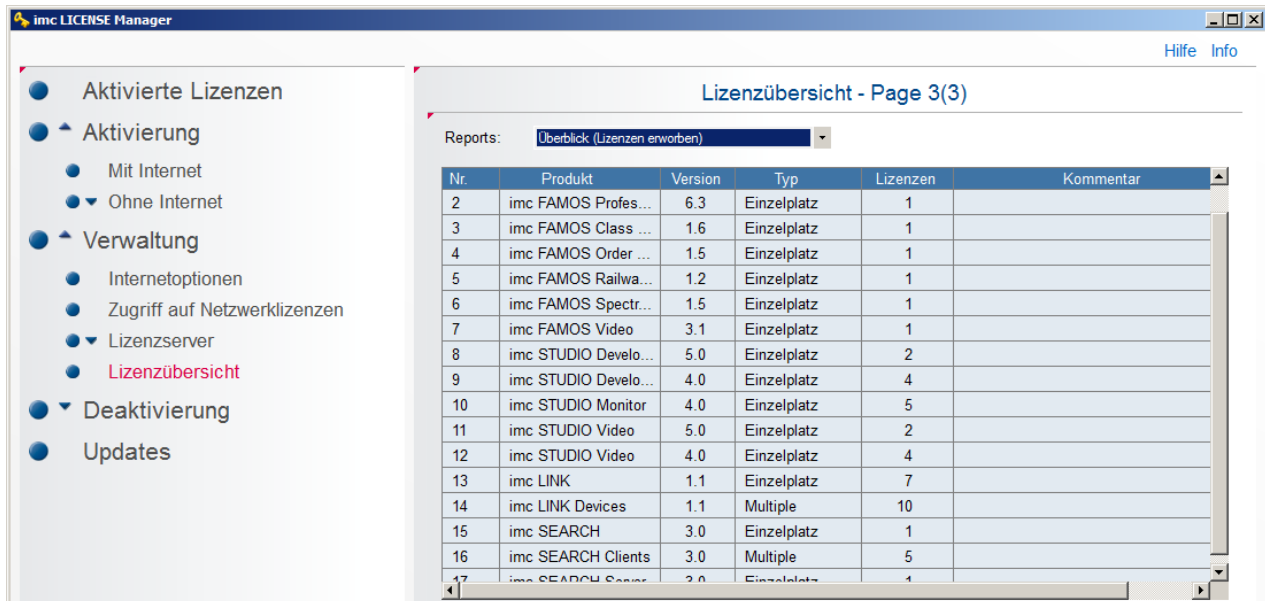 imc LICENSE Manager
Hilfe Info
Aktivierte Lizenzen
Aktivierung
Mit Internet
Ohne Internet
Verwaltung
Internetoptionen
Zugriff auf Netzwerklizenzen
Lizenzserver
Lizenzübersicht
Deaktivierung
Updates
Lizenzübersicht - Page 3(3)
Reports: Überblick (Lizenzen erworben)
Nr. Produkt Version Typ Lizenzen Kommentar
2 imc FAMOS Profes... 6.3 Einzelplatz 1
3 imc FAMOS Class ... 1.6 Einzelplatz 1
4 imc FAMOS Order ... 1.5 Einzelplatz 1
5 imc FAMOS Railwa... 1.2 Einzelplatz 1
6 imc FAMOS Spectr... 1.5 Einzelplatz 1
7 imc FAMOS Video 3.1 Einzelplatz 1
8 imc STUDIO Develo... 5.0 Einzelplatz 2
9 imc STUDIO Develo... 4.0 Einzelplatz 4
10 imc STUDIO Monitor 4.0 Einzelplatz 5
11 imc STUDIO Video 5.0 Einzelplatz 2
12 imc STUDIO Video 4.0 Einzelplatz 4
13 imc LINK 1.1 Einzelplatz 7
14 imc LINK Devices 1.1 Multiple 10
15 imc SEARCH 3.0 Einzelplatz 1
16 imc SEARCH Clients 3.0 Multiple 5
17 imc SEARCH Server 3.0 Einzelplatz 1